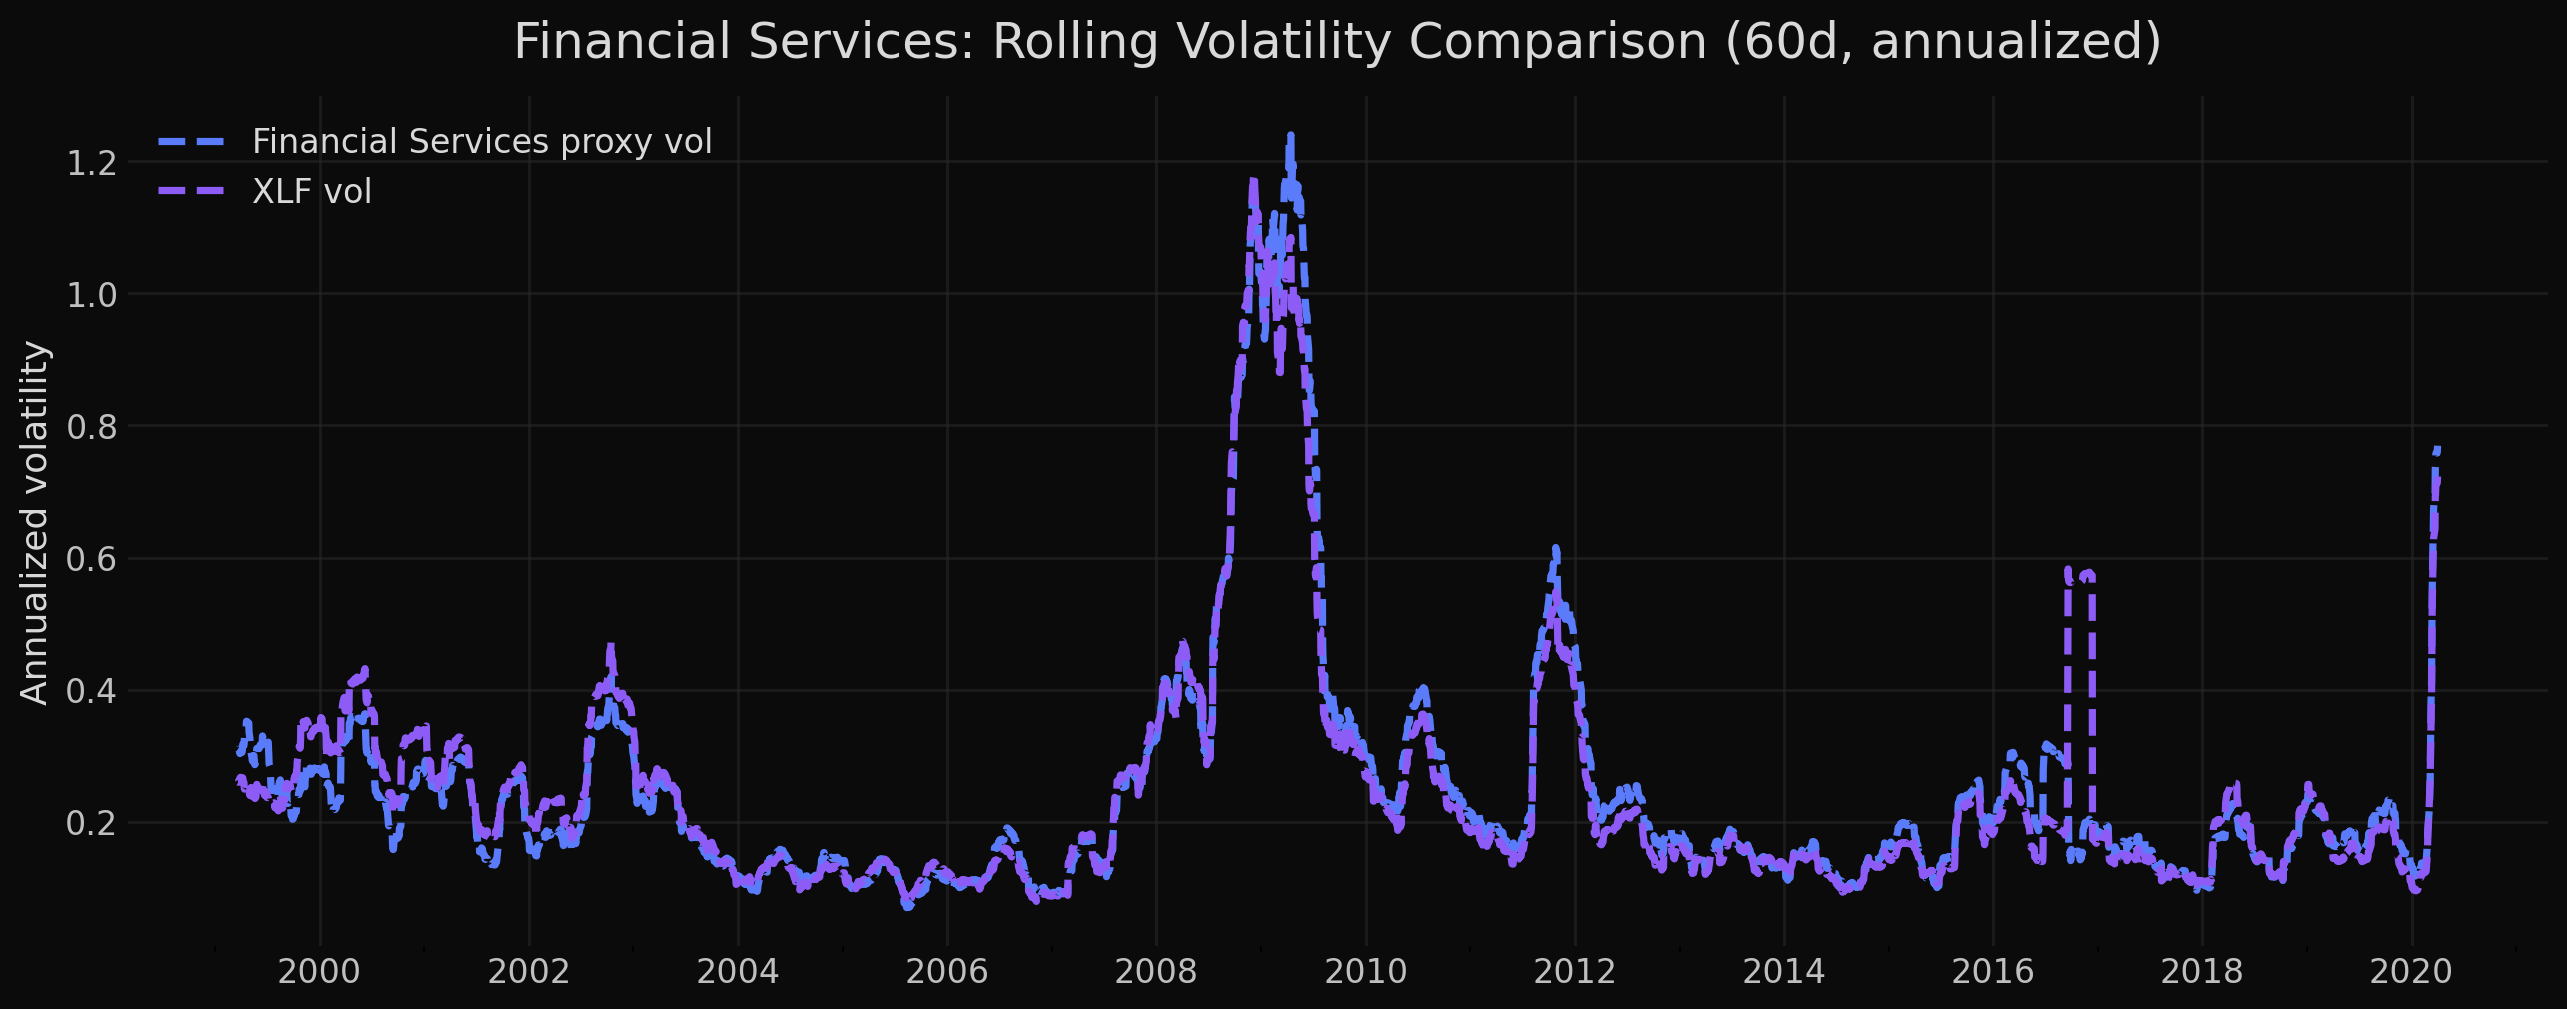 Financial Services: Rolling Volatility Comparison (60d, annualized)
Financial Services proxy vol
XLF vol
Annualized volatility
1.2
1.0
0.8
0.6
0.4
0.2
2000 2002 2004 2006 2008 2010 2012 2014 2016 2018 2020